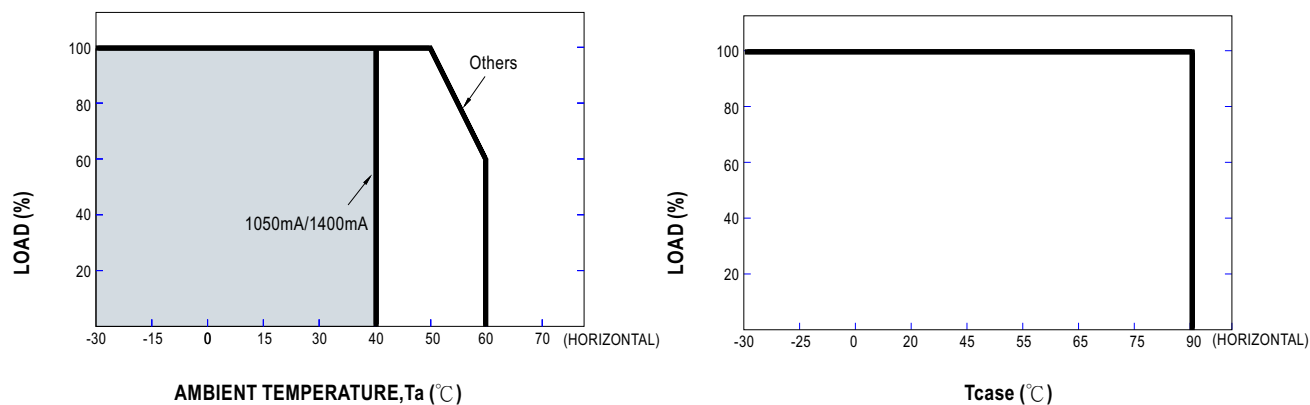 100
80
60
40
20
LOAD (%)
Others
1050mA/1400mA
-30 -15 0 15 30 40 50 60 70 (HORIZONTAL)
AMBIENT TEMPERATURE,Ta (℃)
100
80
60
40
20
LOAD (%)
-30 -25 0 20 45 55 65 75 90 (HORIZONTAL)
Tcase (℃)